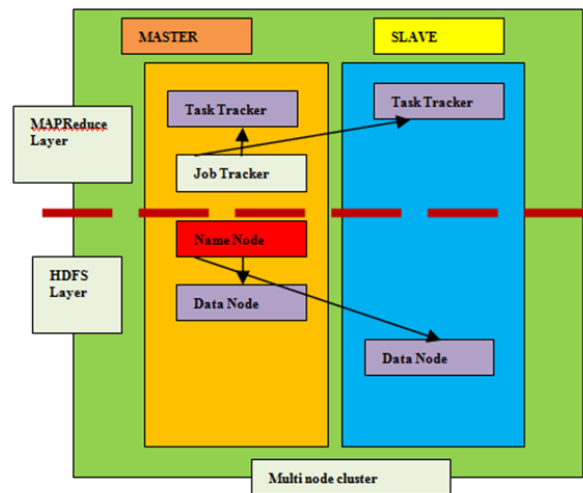 MASTER
SLAVE
Task Tracker
Task Tracker
MAPReduce
Layer
Job Tracker
Name Node
HDFS
Layer
Data Node
Data Node
Multi node cluster